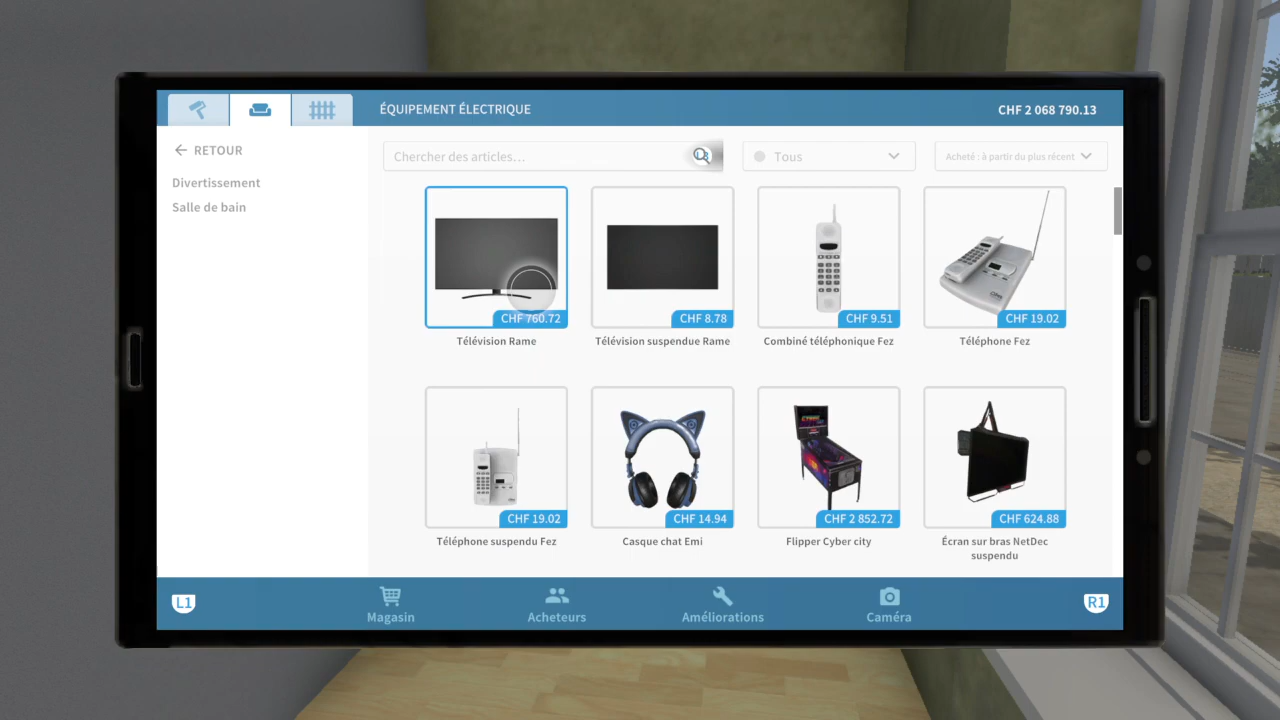 ÉQUIPEMENT ÉLECTRIQUE
CHF 2 068 790.13
RETOUR
Divertissement
Salle de bain
Chercher des articles...
Tous
Acheté : à partir du plus récent
CHF 760.72
CHF 8.78
CHF 9.51
CHF 19.02
Télévision Rame
Télévision suspendue Rame
Combiné téléphonique Fez
Téléphone Fez
CHF 19.02
CHF 14.94
CHF 2 852.72
CHF 624.88
Téléphone suspendu Fez
Casque chat Emi
Flipper Cyber city
Écran sur bras NetDec
suspendu
L1
Magasin
Acheteurs
Améliorations
Caméra
R1